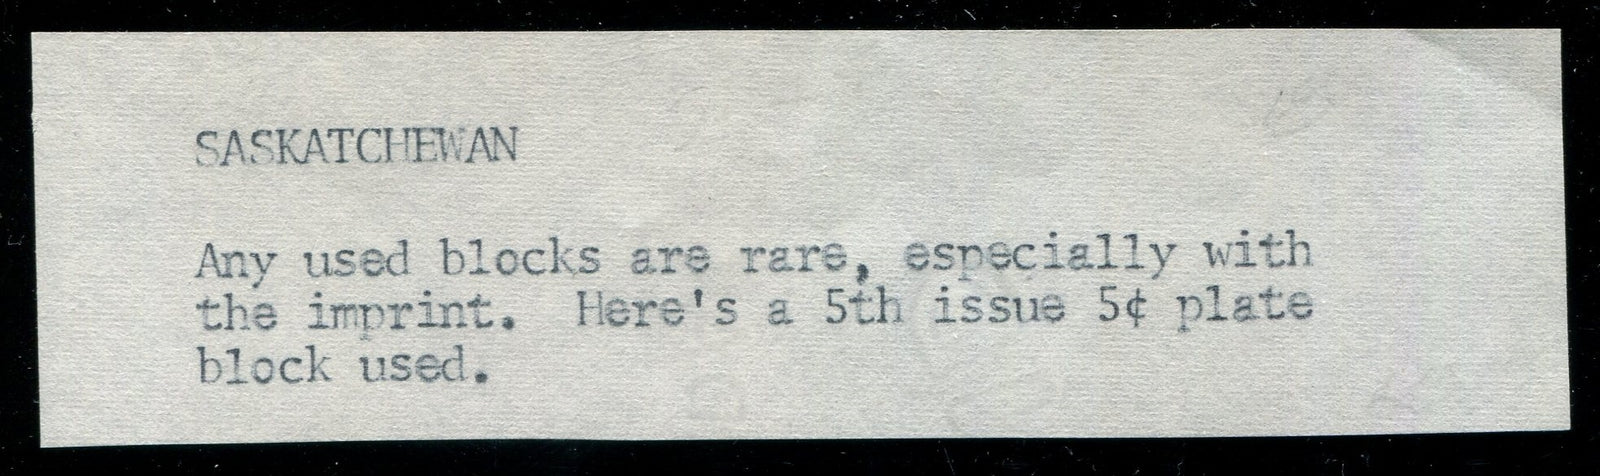 SASKATCHEWAN
Any used blocks are rare, especially with
the imprint.  Here's a 5th issue 5¢ plate
block used.